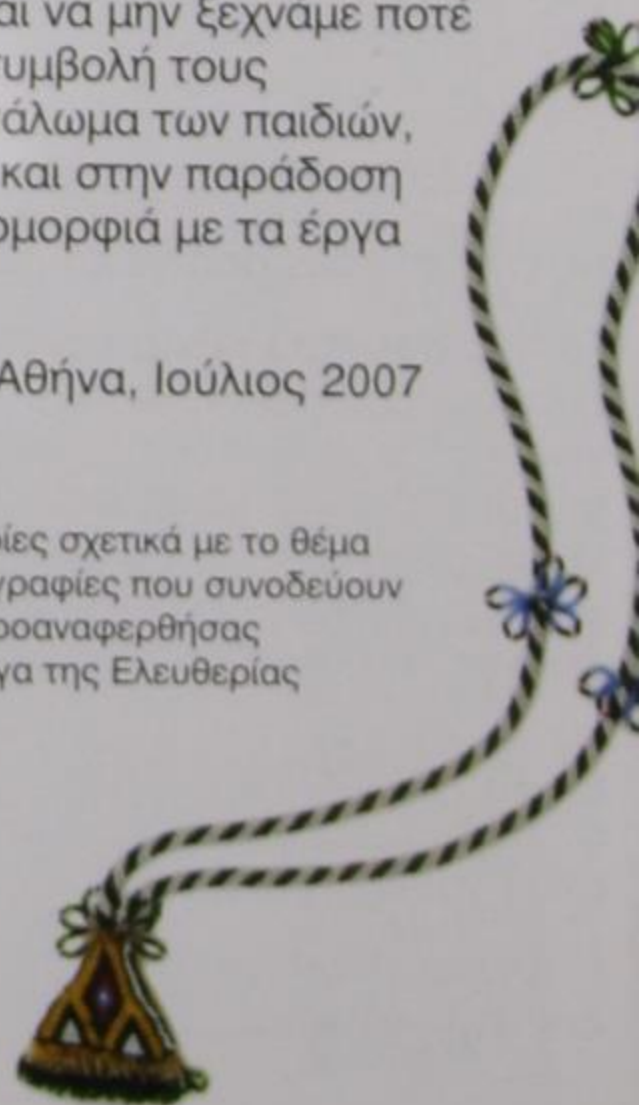 αι να μην ξεχνάμε ποτέ
υμβολή τους
άλωμα των παιδιών,
και στην παράδοση
ομορφιά με τα έργα
Αθήνα, Ιούλιος 2007
ίες σχετικά με το θέμα
γραφίες που συνοδεύουν
ροαναφερθήσας
γα της Ελευθερίας